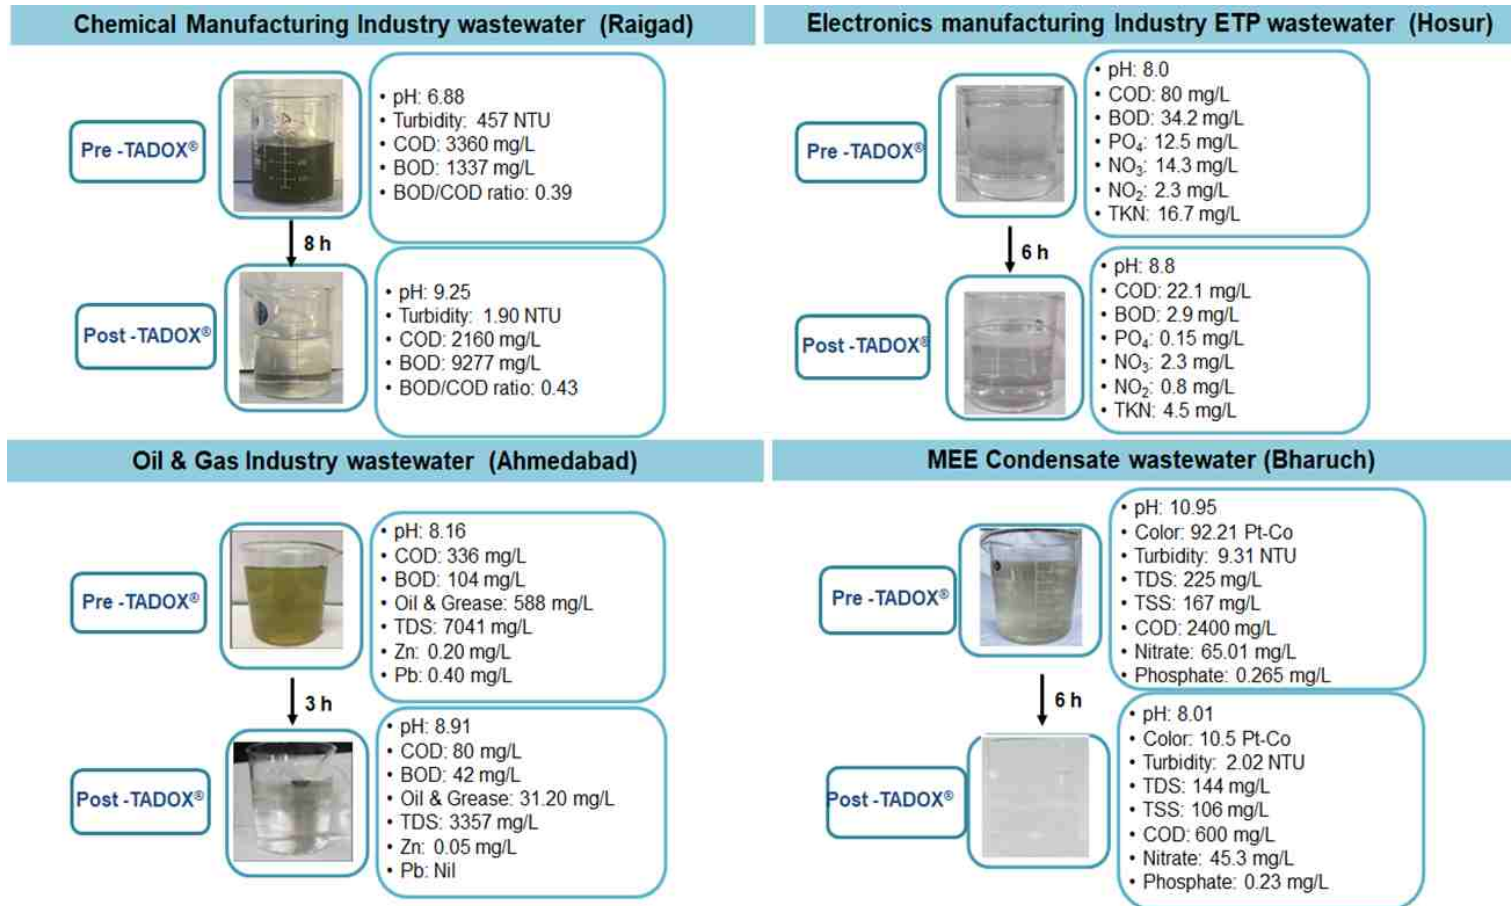 Chemical Manufacturing Industry wastewater (Raigad)
Pre -TADOX®
• pH: 6.88
• Turbidity: 457 NTU
• COD: 3360 mg/L
• BOD: 1337 mg/L
• BOD/COD ratio: 0.39
8 h
Post -TADOX®
• pH: 9.25
• Turbidity: 1.90 NTU
• COD: 2160 mg/L
• BOD: 9277 mg/L
• BOD/COD ratio: 0.43
Electronics manufacturing Industry ETP wastewater (Hosur)
Pre -TADOX®
• pH: 8.0
• COD: 80 mg/L
• BOD: 34.2 mg/L
• PO₄: 12.5 mg/L
• NO₃: 14.3 mg/L
• NO₂: 2.3 mg/L
• TKN: 16.7 mg/L
6 h
Post -TADOX®
• pH: 8.8
• COD: 22.1 mg/L
• BOD: 2.9 mg/L
• PO₄: 0.15 mg/L
• NO₃: 2.3 mg/L
• NO₂: 0.8 mg/L
• TKN: 4.5 mg/L
Oil & Gas Industry wastewater (Ahmedabad)
Pre -TADOX®
• pH: 8.16
• COD: 336 mg/L
• BOD: 104 mg/L
• Oil & Grease: 588 mg/L
• TDS: 7041 mg/L
• Zn: 0.20 mg/L
• Pb: 0.40 mg/L
3 h
Post -TADOX®
• pH: 8.91
• COD: 80 mg/L
• BOD: 42 mg/L
• Oil & Grease: 31.20 mg/L
• TDS: 3357 mg/L
• Zn: 0.05 mg/L
• Pb: Nil
MEE Condensate wastewater (Bharuch)
Pre -TADOX®
• pH: 10.95
• Color: 92.21 Pt-Co
• Turbidity: 9.31 NTU
• TDS: 225 mg/L
• TSS: 167 mg/L
• COD: 2400 mg/L
• Nitrate: 65.01 mg/L
• Phosphate: 0.265 mg/L
6 h
Post -TADOX®
• pH: 8.01
• Color: 10.5 Pt-Co
• Turbidity: 2.02 NTU
• TDS: 144 mg/L
• TSS: 106 mg/L
• COD: 600 mg/L
• Nitrate: 45.3 mg/L
• Phosphate: 0.23 mg/L